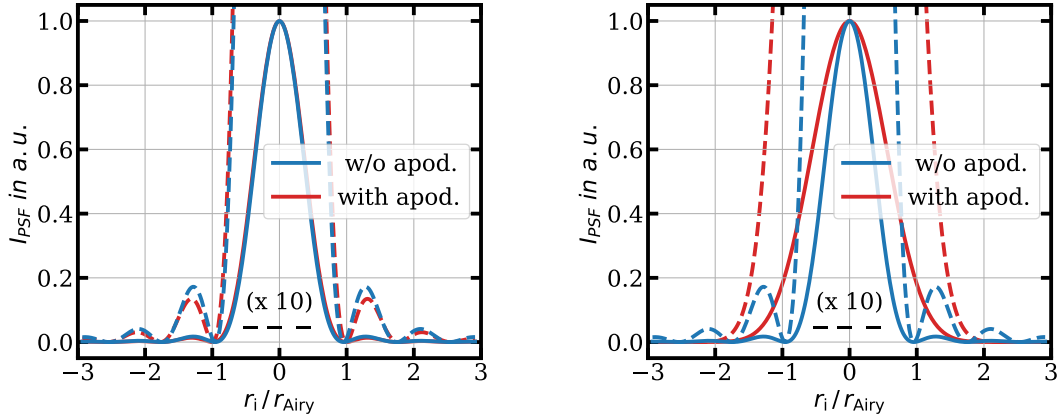 1.0
0.8
0.6
0.4
0.2
0.0
I_PSF in a.u.
w/o apod.
with apod.
(x 10)
−3 −2 −1 0 1 2 3
r_i / r_Airy
1.0
0.8
0.6
0.4
0.2
0.0
I_PSF in a.u.
w/o apod.
with apod.
(x 10)
−3 −2 −1 0 1 2 3
r_i / r_Airy